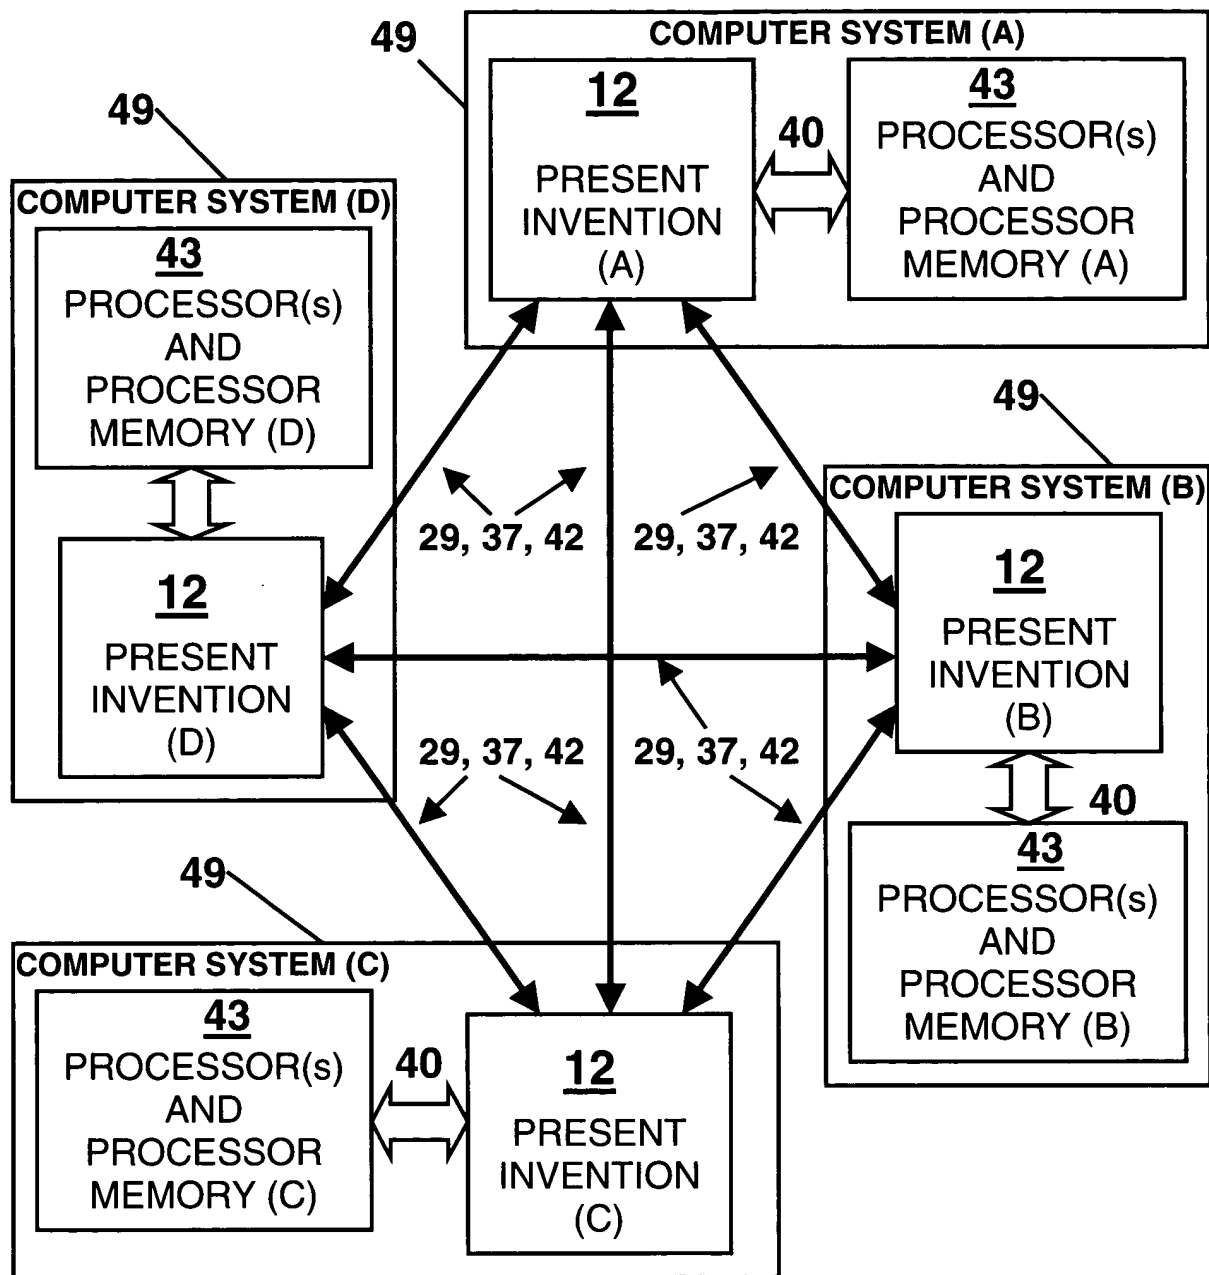 49
COMPUTER SYSTEM (A)
12
PRESENT
INVENTION
(A)
40
43
PROCESSOR(s)
AND
PROCESSOR
MEMORY (A)
49
COMPUTER SYSTEM (D)
43
PROCESSOR(s)
AND
PROCESSOR
MEMORY (D)
12
PRESENT
INVENTION
(D)
29, 37, 42
29, 37, 42
49
COMPUTER SYSTEM (B)
12
PRESENT
INVENTION
(B)
40
43
PROCESSOR(s)
AND
PROCESSOR
MEMORY (B)
29, 37, 42
29, 37, 42
49
COMPUTER SYSTEM (C)
43
PROCESSOR(s)
AND
PROCESSOR
MEMORY (C)
40
12
PRESENT
INVENTION
(C)